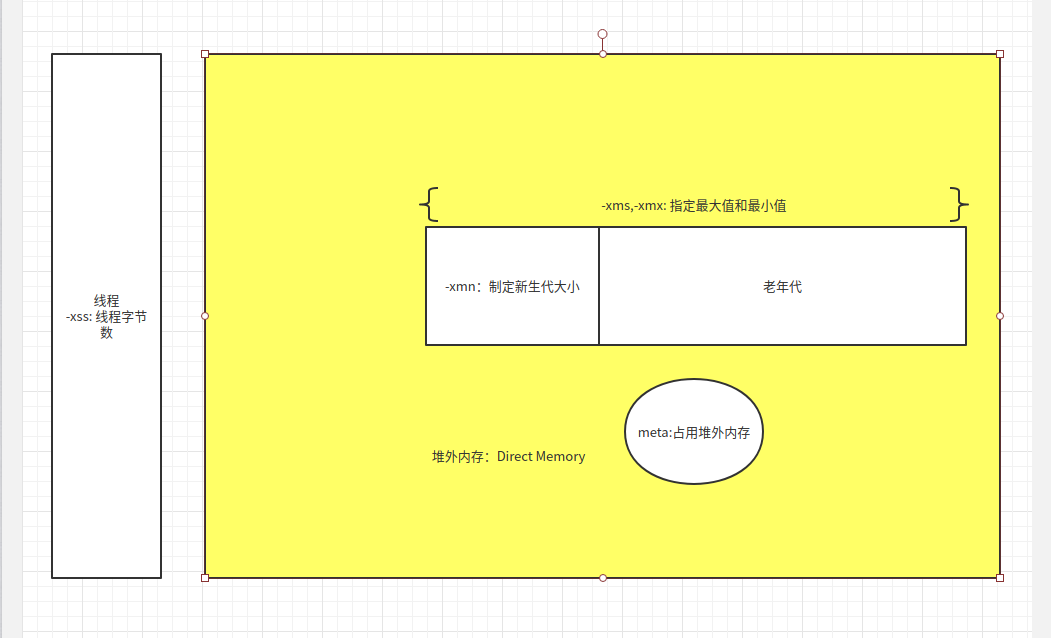 线程
-xss: 线程字节
数
-xms,-xmx: 指定最大值和最小值
-xmn：制定新生代大小
老年代
meta:占用堆外内存
堆外内存：Direct Memory